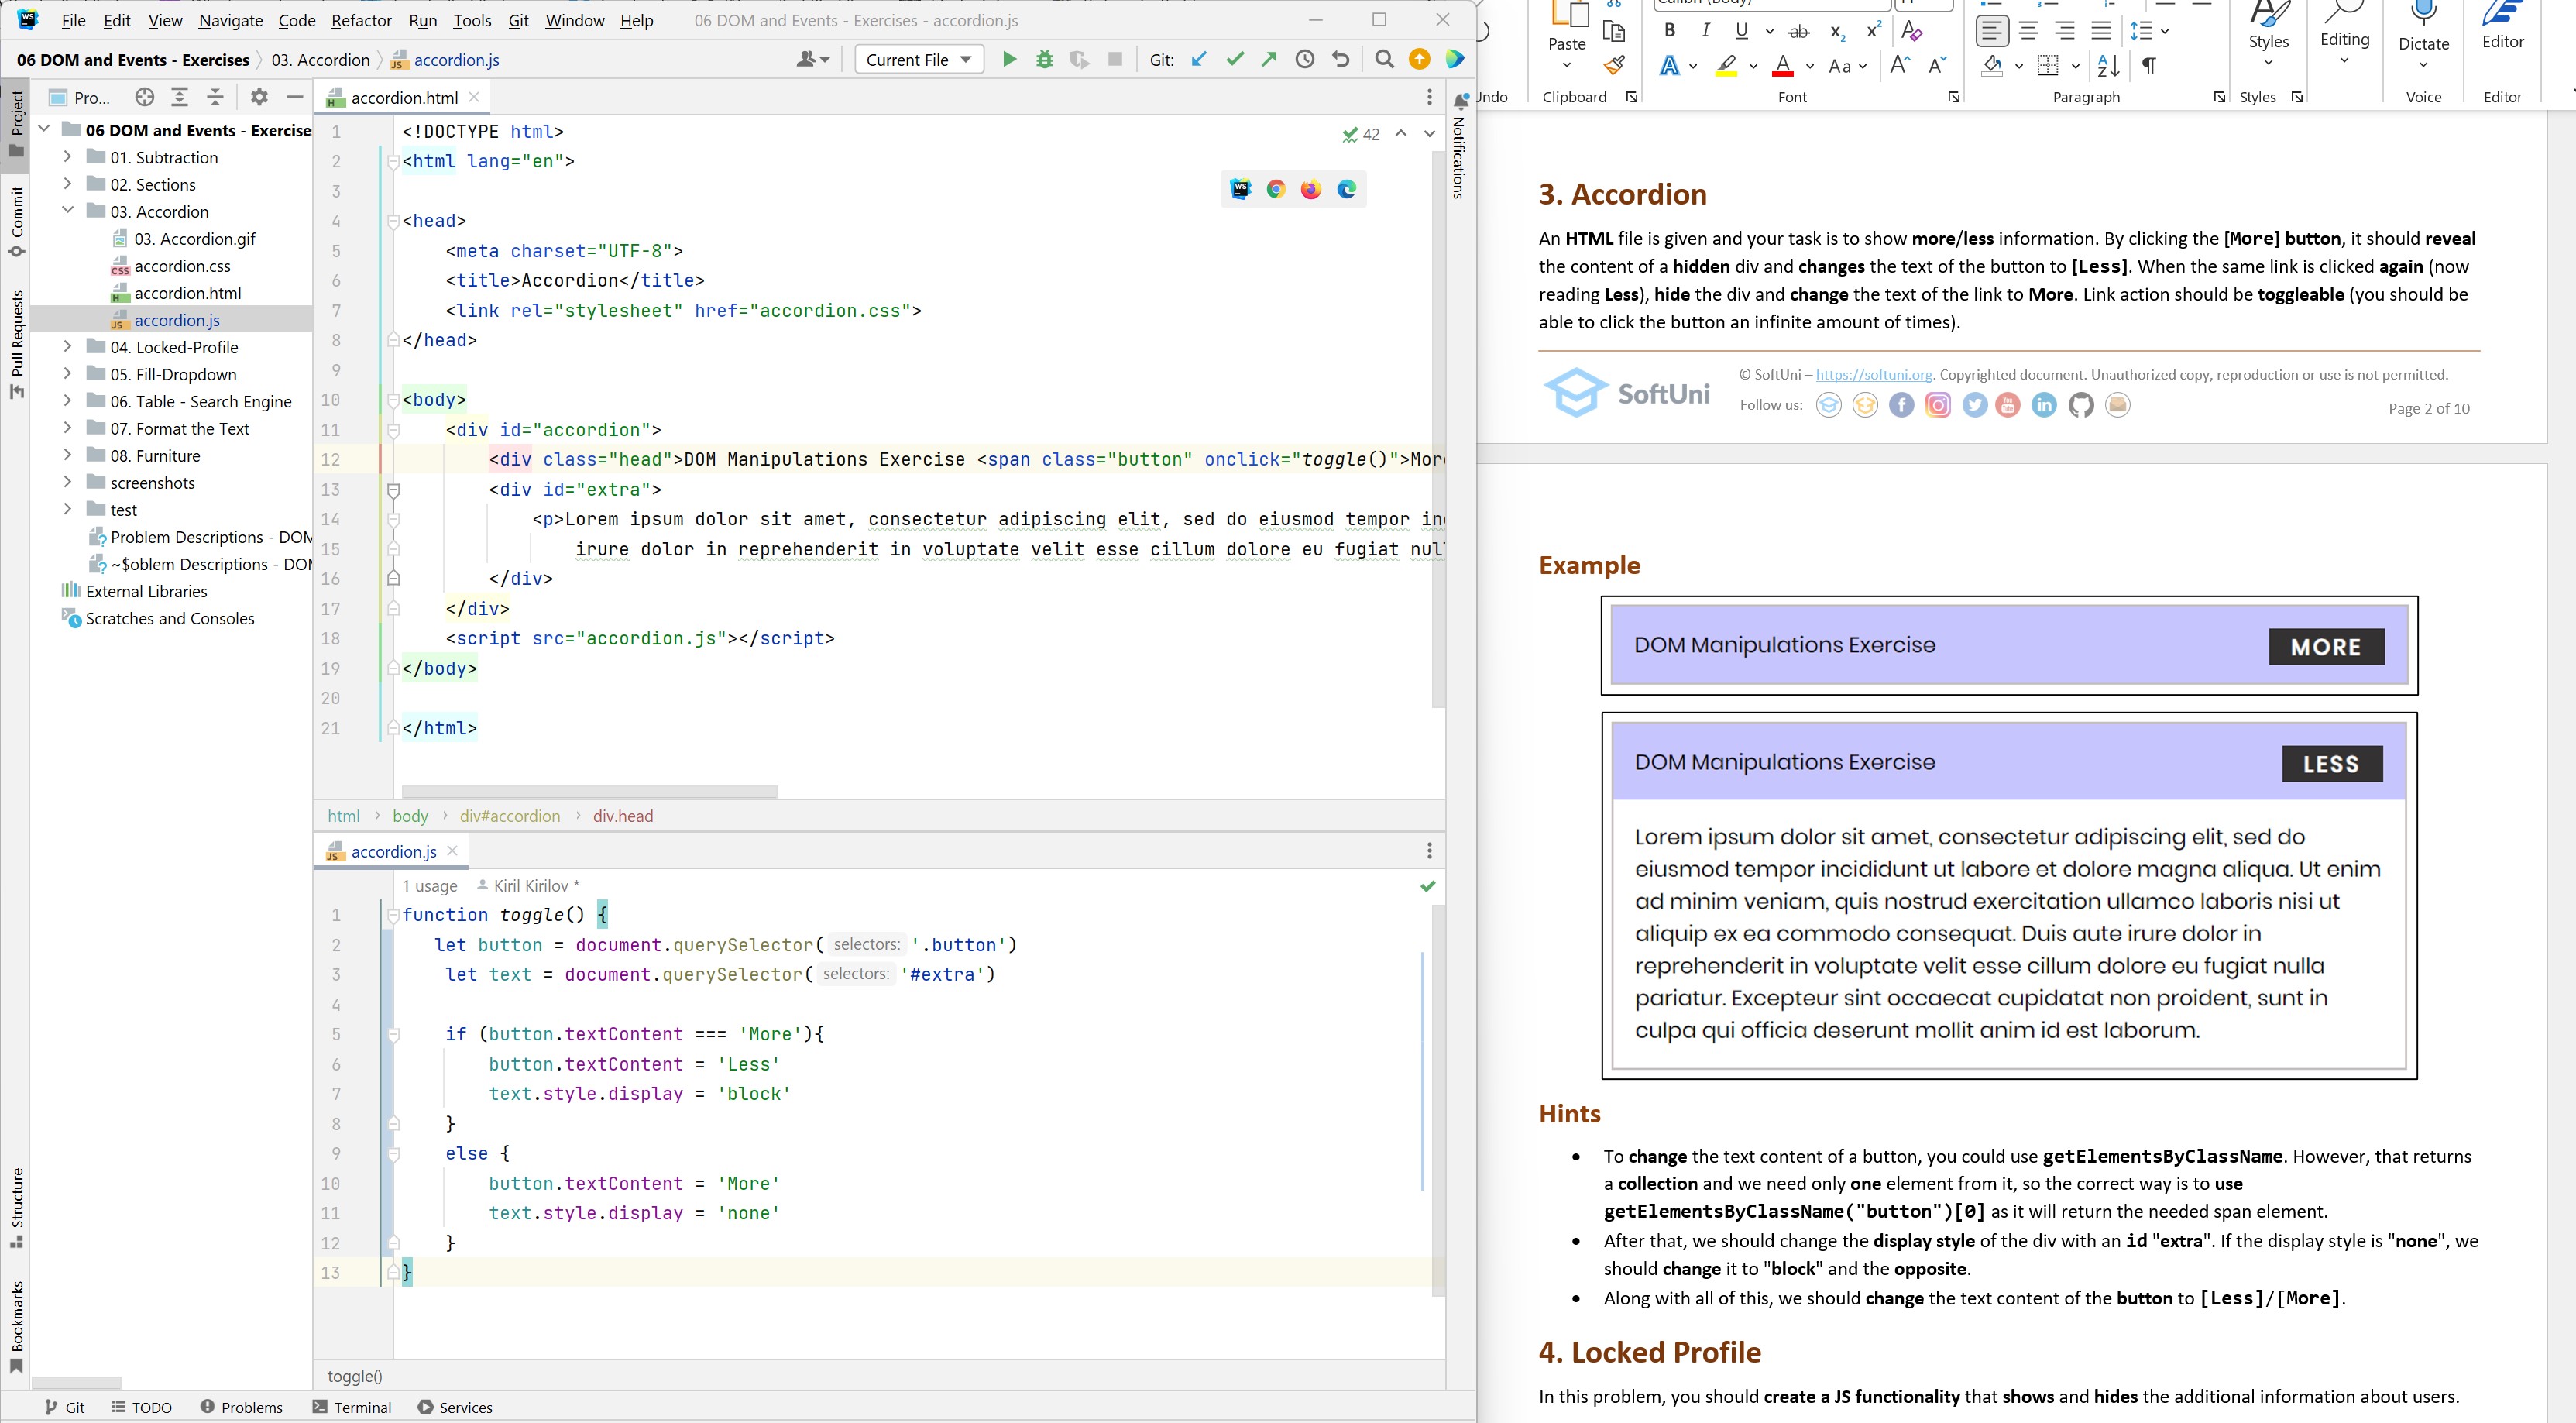 File Edit View Navigate Code Refactor Run Tools Git Window Help 06 DOM and Events - Exercises - accordion.js
06 DOM and Events - Exercises 03. Accordion accordion.js Current File Git:
Project
Commit
Pull Requests
Structure
Bookmarks
Pro...
06 DOM and Events - Exercise
01. Subtraction
02. Sections
03. Accordion
03. Accordion.gif
accordion.css
accordion.html
accordion.js
04. Locked-Profile
05. Fill-Dropdown
06. Table - Search Engine
07. Format the Text
08. Furniture
screenshots
test
Problem Descriptions - DOM
~$oblem Descriptions - DOM
External Libraries
Scratches and Consoles
accordion.html
42
Notifications
1 <!DOCTYPE html>
2 <html lang="en">
3
4 <head>
5 <meta charset="UTF-8">
6 <title>Accordion</title>
7 <link rel="stylesheet" href="accordion.css">
8 </head>
9
10 <body>
11 <div id="accordion">
12 <div class="head">DOM Manipulations Exercise <span class="button" onclick="toggle()">Mor
13 <div id="extra">
14 <p>Lorem ipsum dolor sit amet, consectetur adipiscing elit, sed do eiusmod tempor in
15 irure dolor in reprehenderit in voluptate velit esse cillum dolore eu fugiat nul
16 </div>
17 </div>
18 <script src="accordion.js"></script>
19 </body>
20
21 </html>
html body div#accordion div.head
accordion.js
1 usage Kiril Kirilov *
1 function toggle() {
2 let button = document.querySelector( selectors: '.button')
3 let text = document.querySelector( selectors: '#extra')
4
5 if (button.textContent === 'More'){
6 button.textContent = 'Less'
7 text.style.display = 'block'
8 }
9 else {
10 button.textContent = 'More'
11 text.style.display = 'none'
12 }
13 }
toggle()
Git TODO Problems Terminal Services
Paste B I U ab x2 x2 A Styles Editing Dictate Editor
A A Aa A A
Undo Clipboard Font Paragraph Styles Voice Editor
3. Accordion
An HTML file is given and your task is to show more/less information. By clicking the [More] button, it should reveal
the content of a hidden div and changes the text of the button to [Less]. When the same link is clicked again (now
reading Less), hide the div and change the text of the link to More. Link action should be toggleable (you should be
able to click the button an infinite amount of times).
SoftUni
© SoftUni – https://softuni.org. Copyrighted document. Unauthorized copy, reproduction or use is not permitted.
Follow us:
Page 2 of 10
Example
DOM Manipulations Exercise MORE
DOM Manipulations Exercise LESS
Lorem ipsum dolor sit amet, consectetur adipiscing elit, sed do
eiusmod tempor incididunt ut labore et dolore magna aliqua. Ut enim
ad minim veniam, quis nostrud exercitation ullamco laboris nisi ut
aliquip ex ea commodo consequat. Duis aute irure dolor in
reprehenderit in voluptate velit esse cillum dolore eu fugiat nulla
pariatur. Excepteur sint occaecat cupidatat non proident, sunt in
culpa qui officia deserunt mollit anim id est laborum.
Hints
• To change the text content of a button, you could use getElementsByClassName. However, that returns
a collection and we need only one element from it, so the correct way is to use
getElementsByClassName("button")[0] as it will return the needed span element.
• After that, we should change the display style of the div with an id "extra". If the display style is "none", we
should change it to "block" and the opposite.
• Along with all of this, we should change the text content of the button to [Less]/[More].
4. Locked Profile
In this problem, you should create a JS functionality that shows and hides the additional information about users.